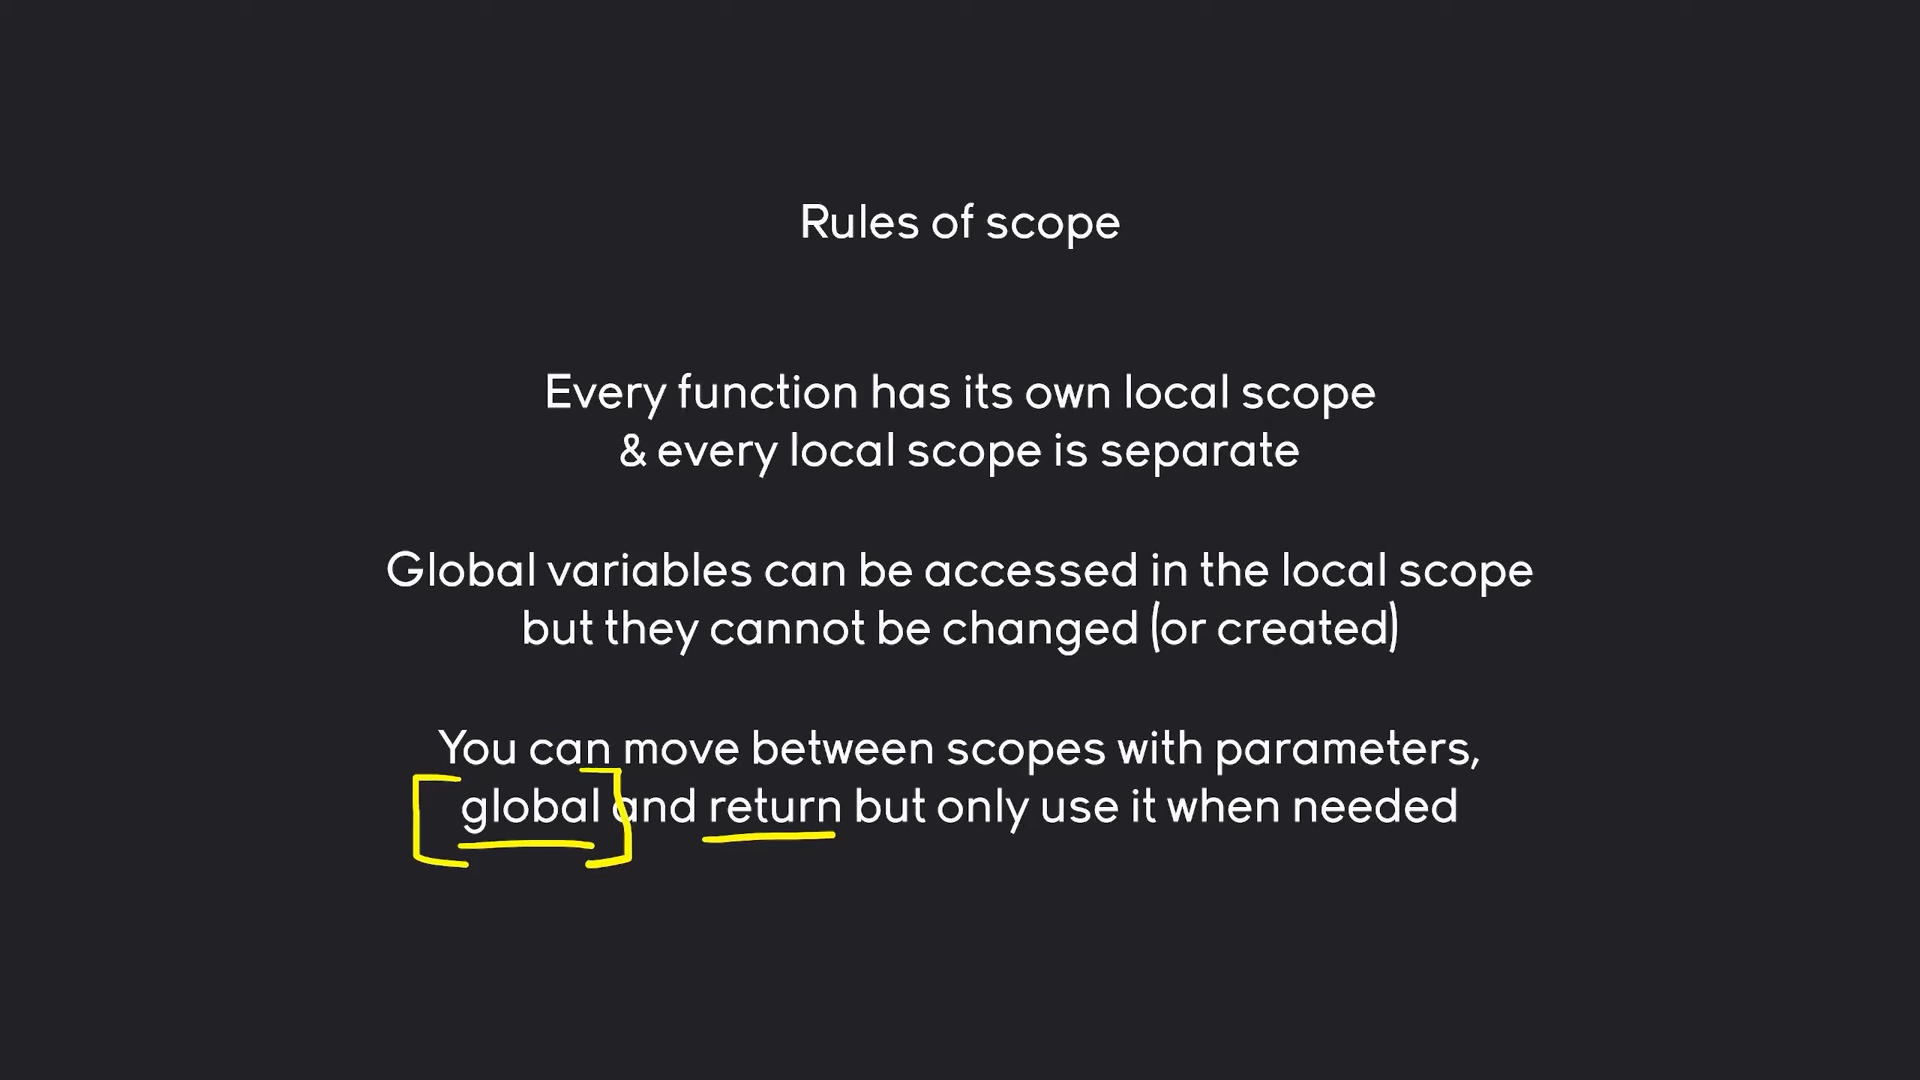 Rules of scope
Every function has its own local scope
& every local scope is separate
Global variables can be accessed in the local scope
but they cannot be changed (or created)
You can move between scopes with parameters,
global and return but only use it when needed